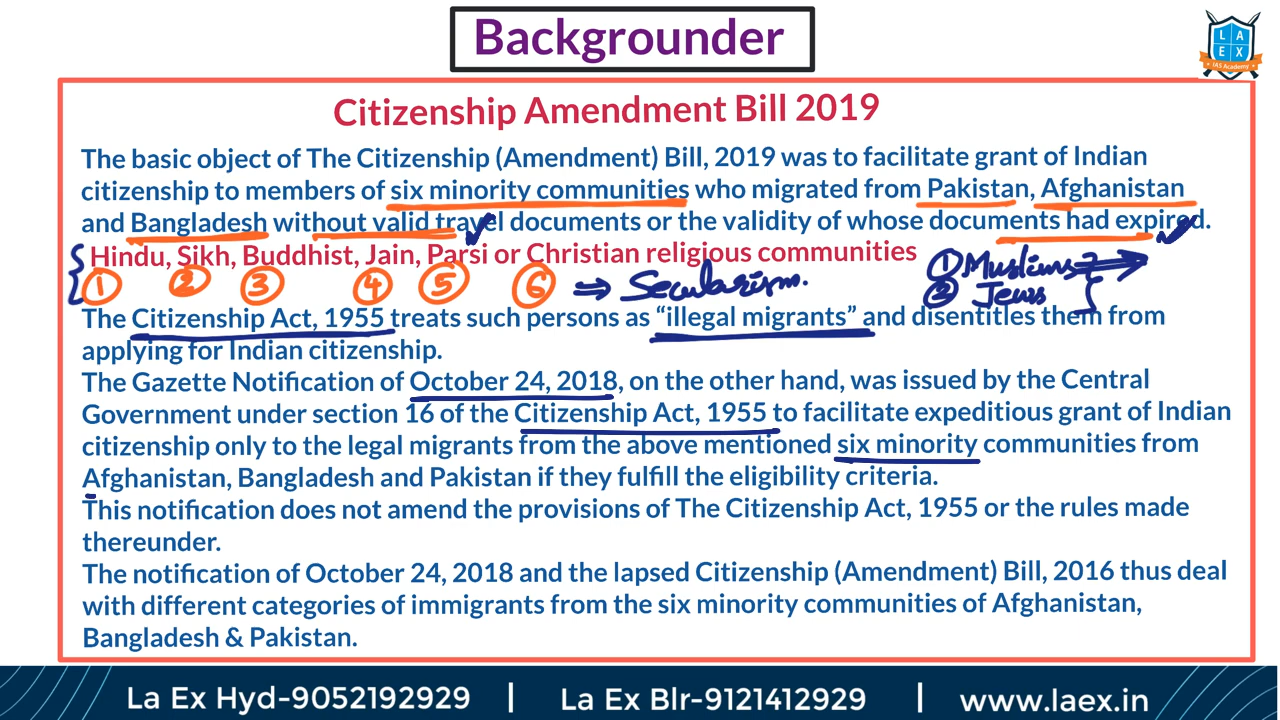 Backgrounder
L A
E X
IAS Academy
Citizenship Amendment Bill 2019
The basic object of The Citizenship (Amendment) Bill, 2019 was to facilitate grant of Indian
citizenship to members of six minority communities who migrated from Pakistan, Afghanistan
and Bangladesh without valid travel documents or the validity of whose documents had expired.
Hindu, Sikh, Buddhist, Jain, Parsi or Christian religious communities
① Muslims?
① ② ③ ④ ⑤ ⑥ ⇒ Secularism.
② Jews
The Citizenship Act, 1955 treats such persons as “illegal migrants” and disentitles them from
applying for Indian citizenship.
The Gazette Notification of October 24, 2018, on the other hand, was issued by the Central
Government under section 16 of the Citizenship Act, 1955 to facilitate expeditious grant of Indian
citizenship only to the legal migrants from the above mentioned six minority communities from
Afghanistan, Bangladesh and Pakistan if they fulfill the eligibility criteria.
This notification does not amend the provisions of The Citizenship Act, 1955 or the rules made
thereunder.
The notification of October 24, 2018 and the lapsed Citizenship (Amendment) Bill, 2016 thus deal
with different categories of immigrants from the six minority communities of Afghanistan,
Bangladesh & Pakistan.
La Ex Hyd-9052192929 | La Ex Blr-9121412929 | www.laex.in